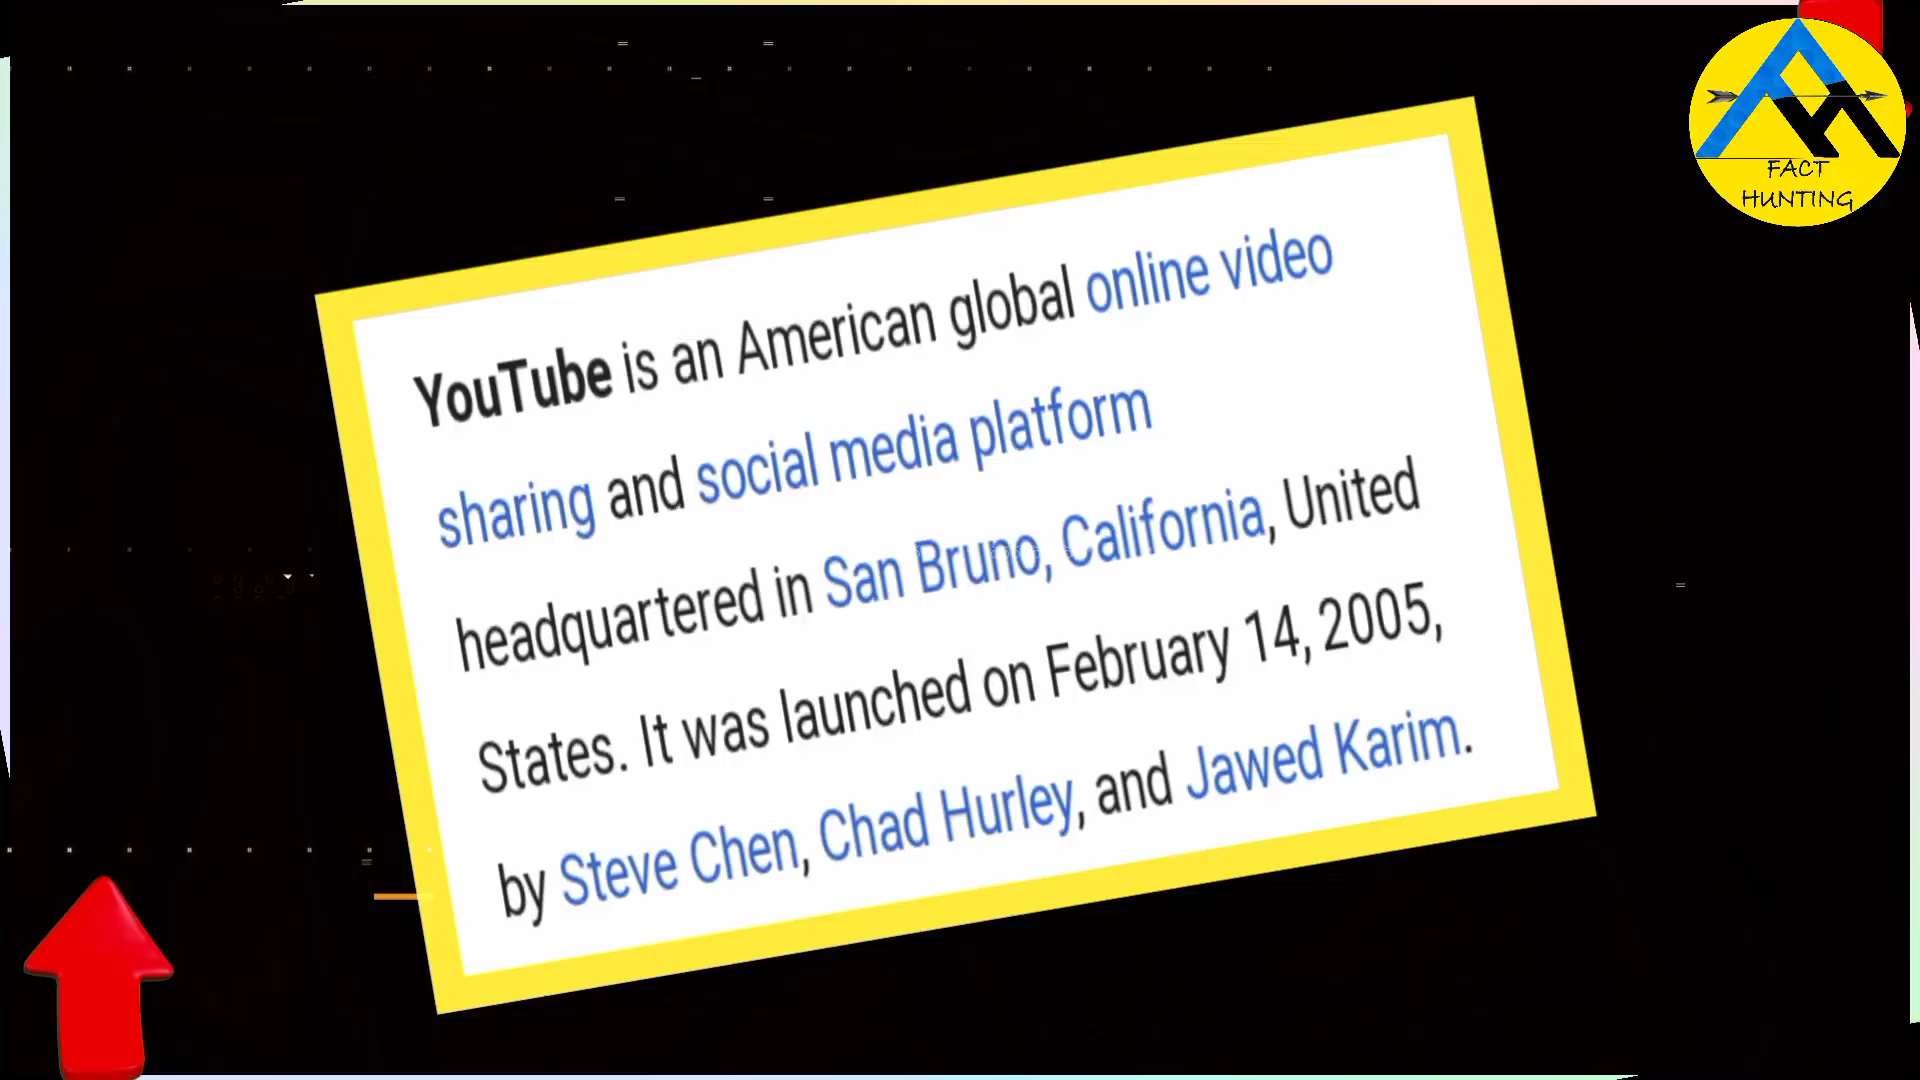 YouTube is an American global online video
sharing and social media platform
headquartered in San Bruno, California, United
States. It was launched on February 14, 2005,
by Steve Chen, Chad Hurley, and Jawed Karim.
FACT
HUNTING